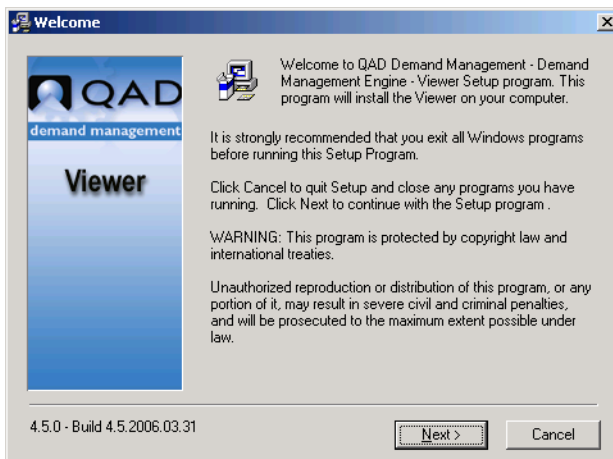 Welcome
QAD
demand management
Viewer
Welcome to QAD Demand Management - Demand
Management Engine - Viewer Setup program. This
program will install the Viewer on your computer.
It is strongly recommended that you exit all Windows programs
before running this Setup Program.
Click Cancel to quit Setup and close any programs you have
running.  Click Next to continue with the Setup program .
WARNING: This program is protected by copyright law and
international treaties.
Unauthorized reproduction or distribution of this program, or any
portion of it, may result in severe civil and criminal penalties,
and will be prosecuted to the maximum extent possible under
law.
4.5.0 - Build 4.5.2006.03.31
Next >
Cancel